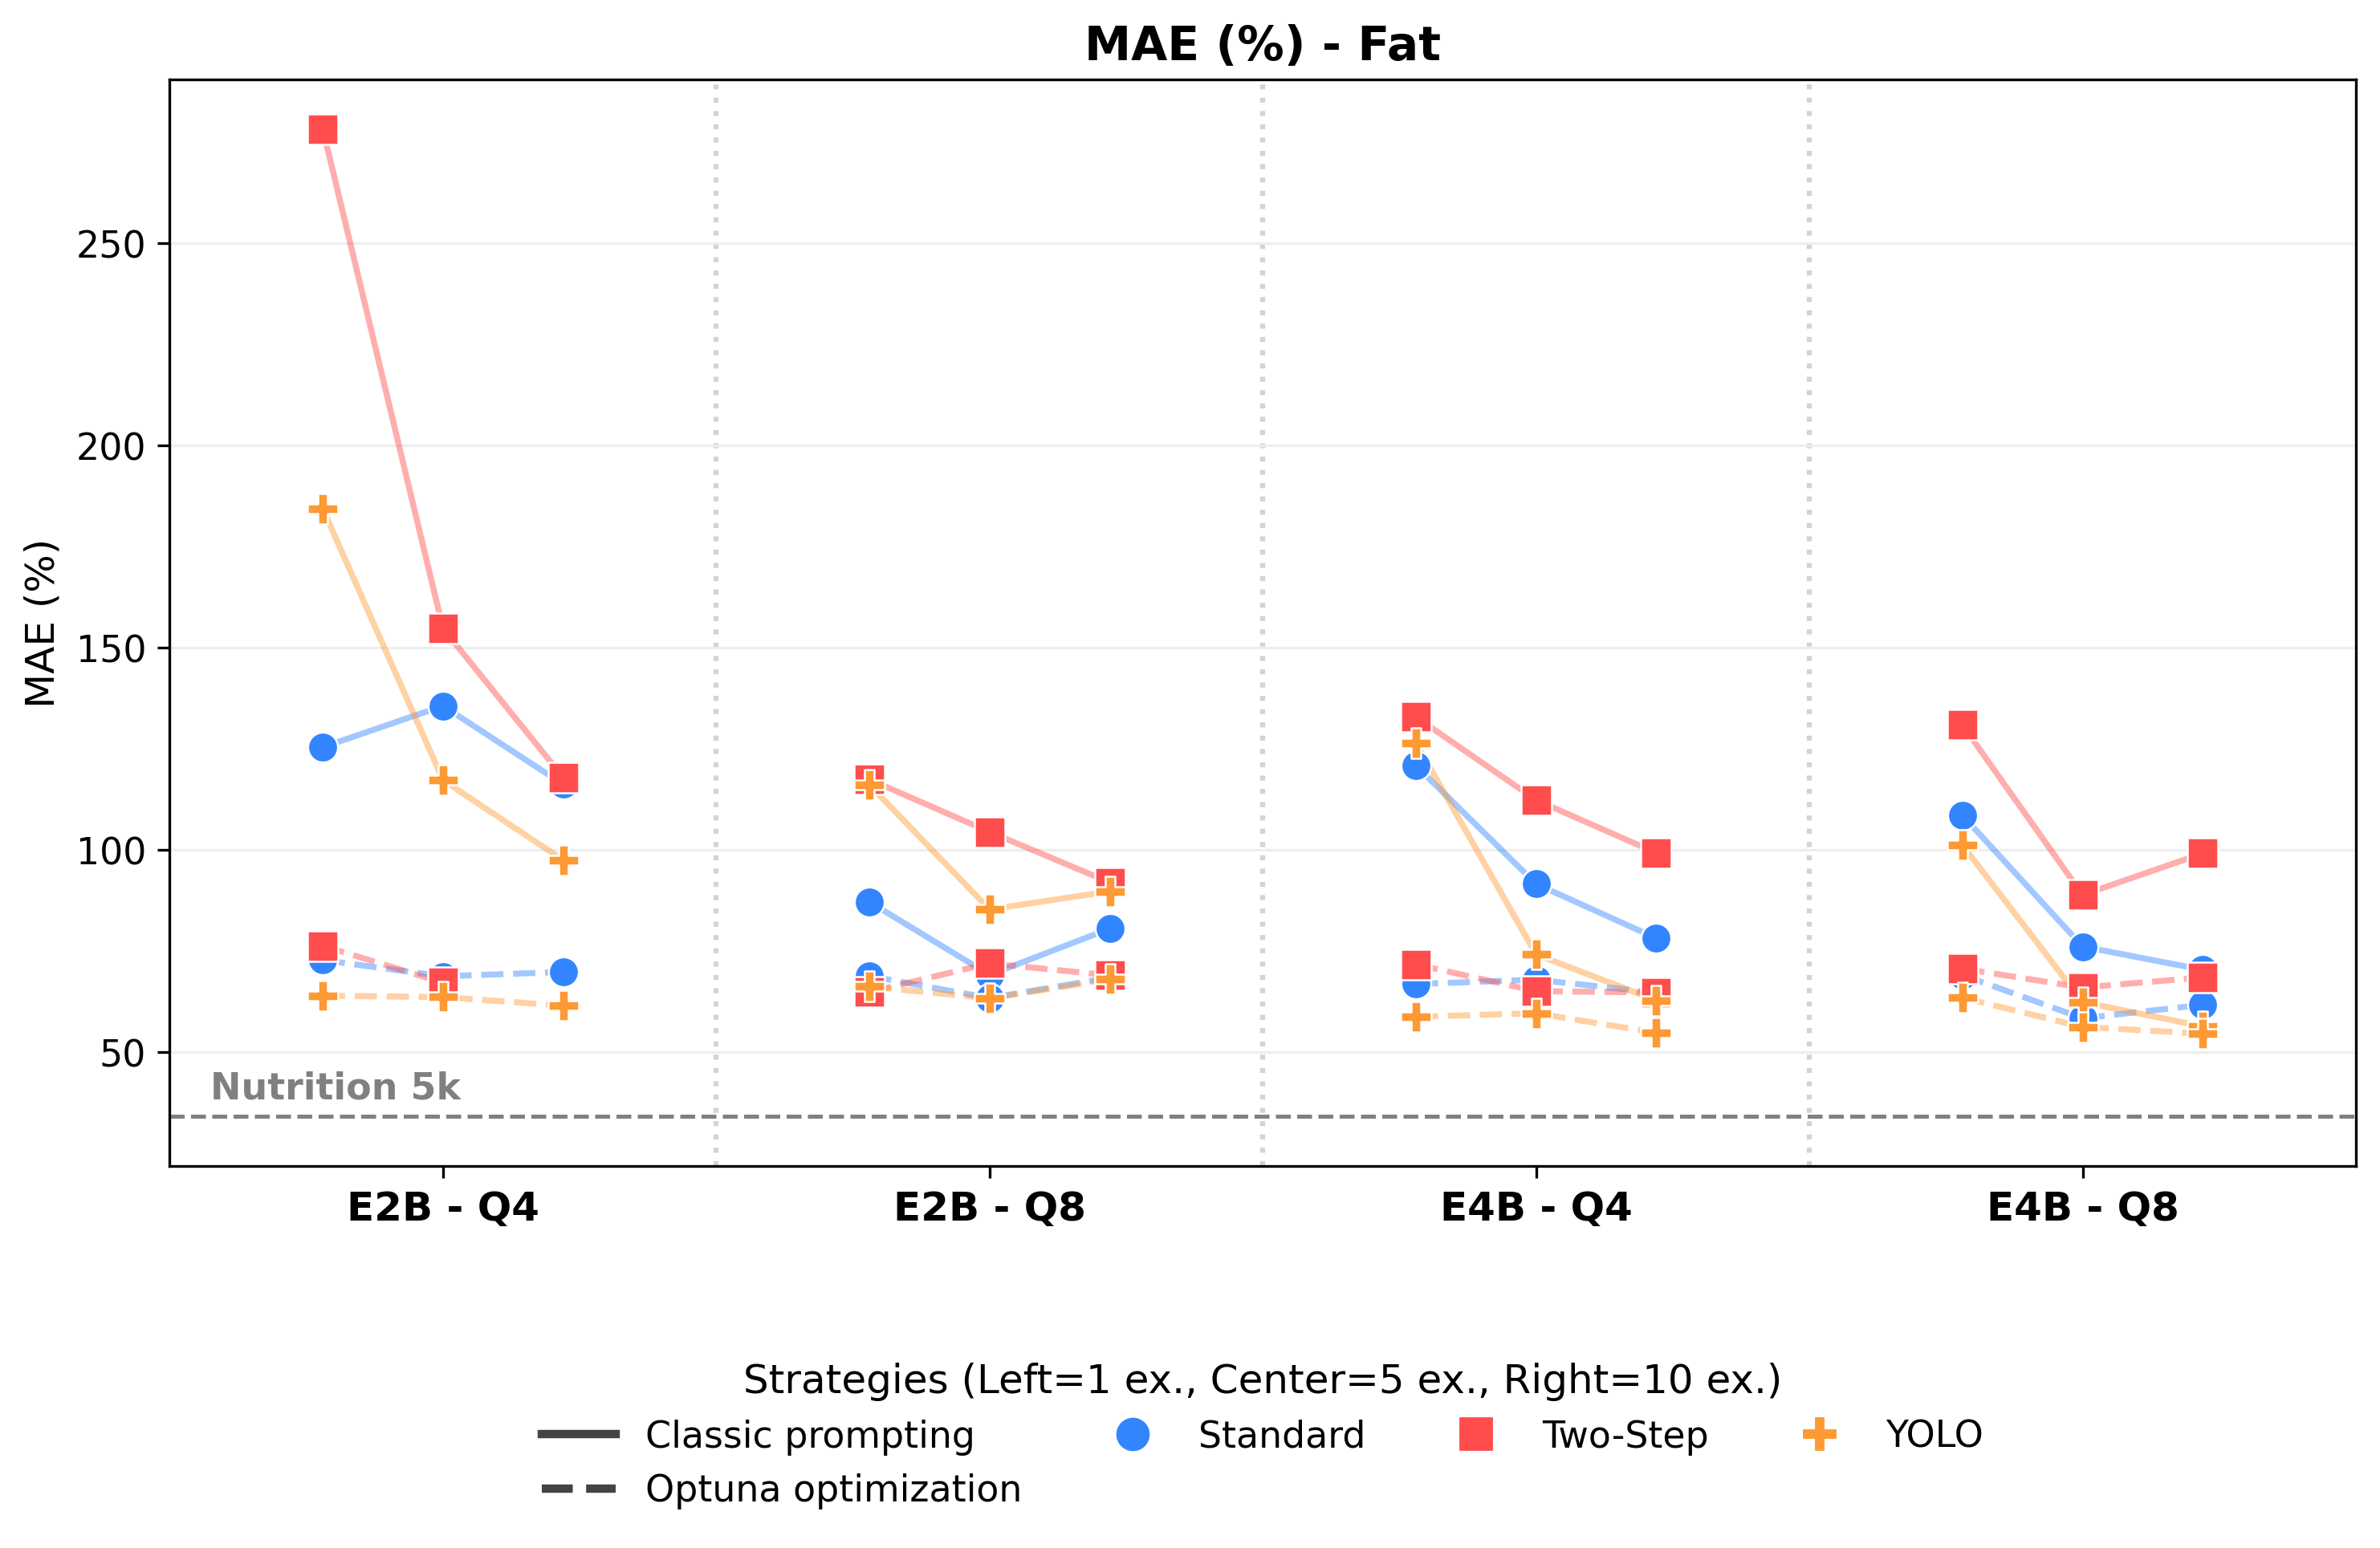 MAE (%) - Fat
MAE (%)
250
200
150
100
50
Nutrition 5k
E2B - Q4
E2B - Q8
E4B - Q4
E4B - Q8
Strategies (Left=1 ex., Center=5 ex., Right=10 ex.)
Classic prompting
Optuna optimization
Standard
Two-Step
YOLO